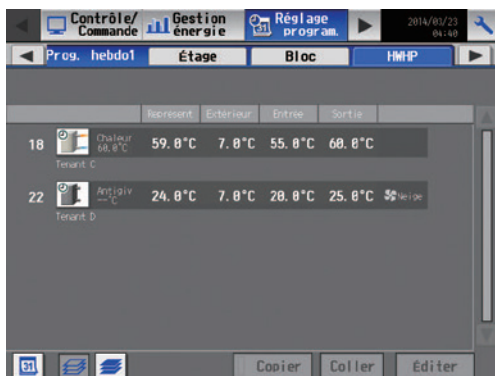 Contrôle/ Commande Gestion énergie Réglage program. 2014/03/23 04:40
Prog. hebdo1 Étage Bloc HWHP
Représent Extérieur Entrée Sortie
18 Chaleur 60.0°C 59.0°C 7.0°C 55.0°C 60.0°C
Tenant C
22 Antigiv --°C 24.0°C 7.0°C 20.0°C 25.0°C Neige
Tenant D
31 Copier Coller Éditer